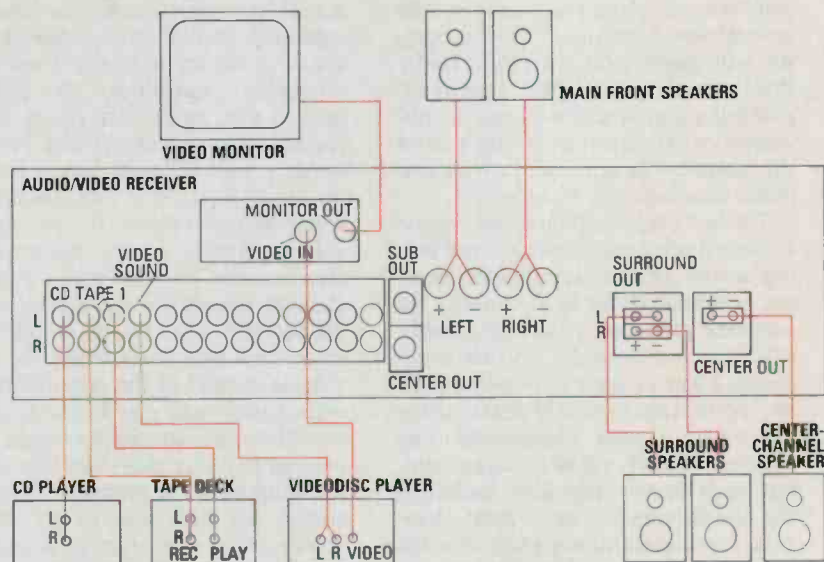 MAIN FRONT SPEAKERS
VIDEO MONITOR
AUDIO/VIDEO RECEIVER
MONITOR OUT
VIDEO IN
VIDEO
SOUND
SUB
OUT
CD TAPE 1
L
R
CENTER OUT
+ − + −
LEFT RIGHT
SURROUND
OUT
− −
L
R
+ −
+ −
CENTER OUT
SURROUND
SPEAKERS
CENTER-
CHANNEL
SPEAKER
CD PLAYER
L
R
TAPE DECK
L
R
REC PLAY
VIDEODISC PLAYER
L R VIDEO